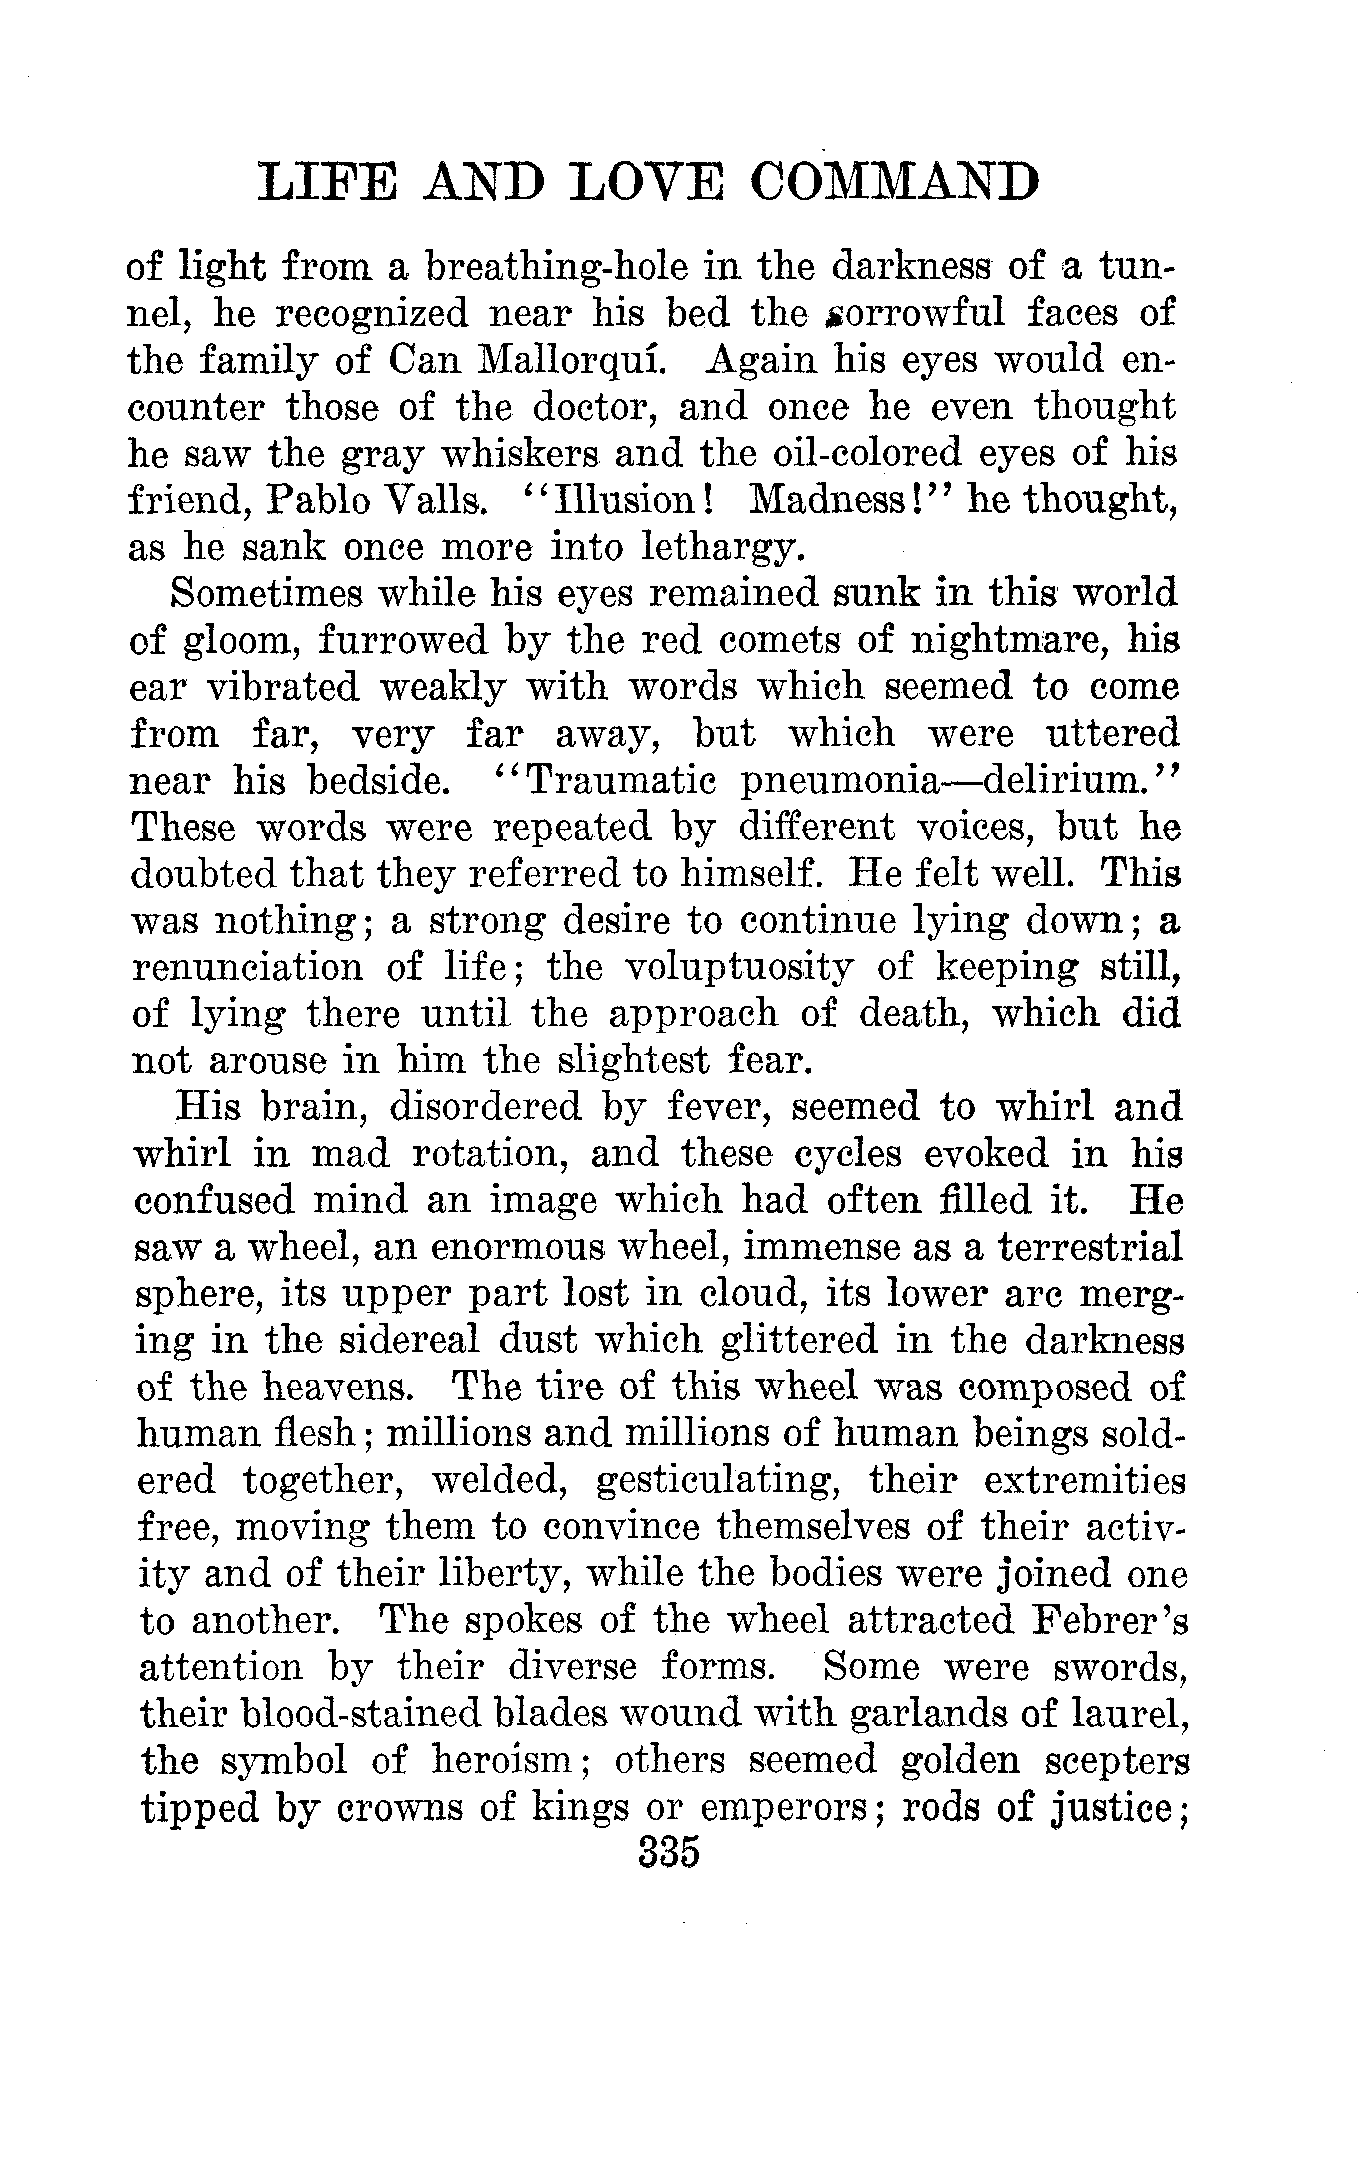 LIFE AND LOVE COMMAND
of light from a breathing-hole in the darkness of a tun-
nel, he recognized near his bed the sorrowful faces of
the family of Can Mallorquí. Again his eyes would en-
counter those of the doctor, and once he even thought
he saw the gray whiskers and the oil-colored eyes of his
friend, Pablo Valls. "Illusion! Madness!" he thought,
as he sank once more into lethargy.
Sometimes while his eyes remained sunk in this world
of gloom, furrowed by the red comets of nightmare, his
ear vibrated weakly with words which seemed to come
from far, very far away, but which were uttered
near his bedside. "Traumatic pneumonia—delirium."
These words were repeated by different voices, but he
doubted that they referred to himself. He felt well. This
was nothing; a strong desire to continue lying down; a
renunciation of life; the voluptuosity of keeping still,
of lying there until the approach of death, which did
not arouse in him the slightest fear.
His brain, disordered by fever, seemed to whirl and
whirl in mad rotation, and these cycles evoked in his
confused mind an image which had often filled it. He
saw a wheel, an enormous wheel, immense as a terrestrial
sphere, its upper part lost in cloud, its lower arc merg-
ing in the sidereal dust which glittered in the darkness
of the heavens. The tire of this wheel was composed of
human flesh; millions and millions of human beings sold-
ered together, welded, gesticulating, their extremities
free, moving them to convince themselves of their activ-
ity and of their liberty, while the bodies were joined one
to another. The spokes of the wheel attracted Febrer's
attention by their diverse forms. Some were swords,
their blood-stained blades wound with garlands of laurel,
the symbol of heroism; others seemed golden scepters
tipped by crowns of kings or emperors; rods of justice;
335